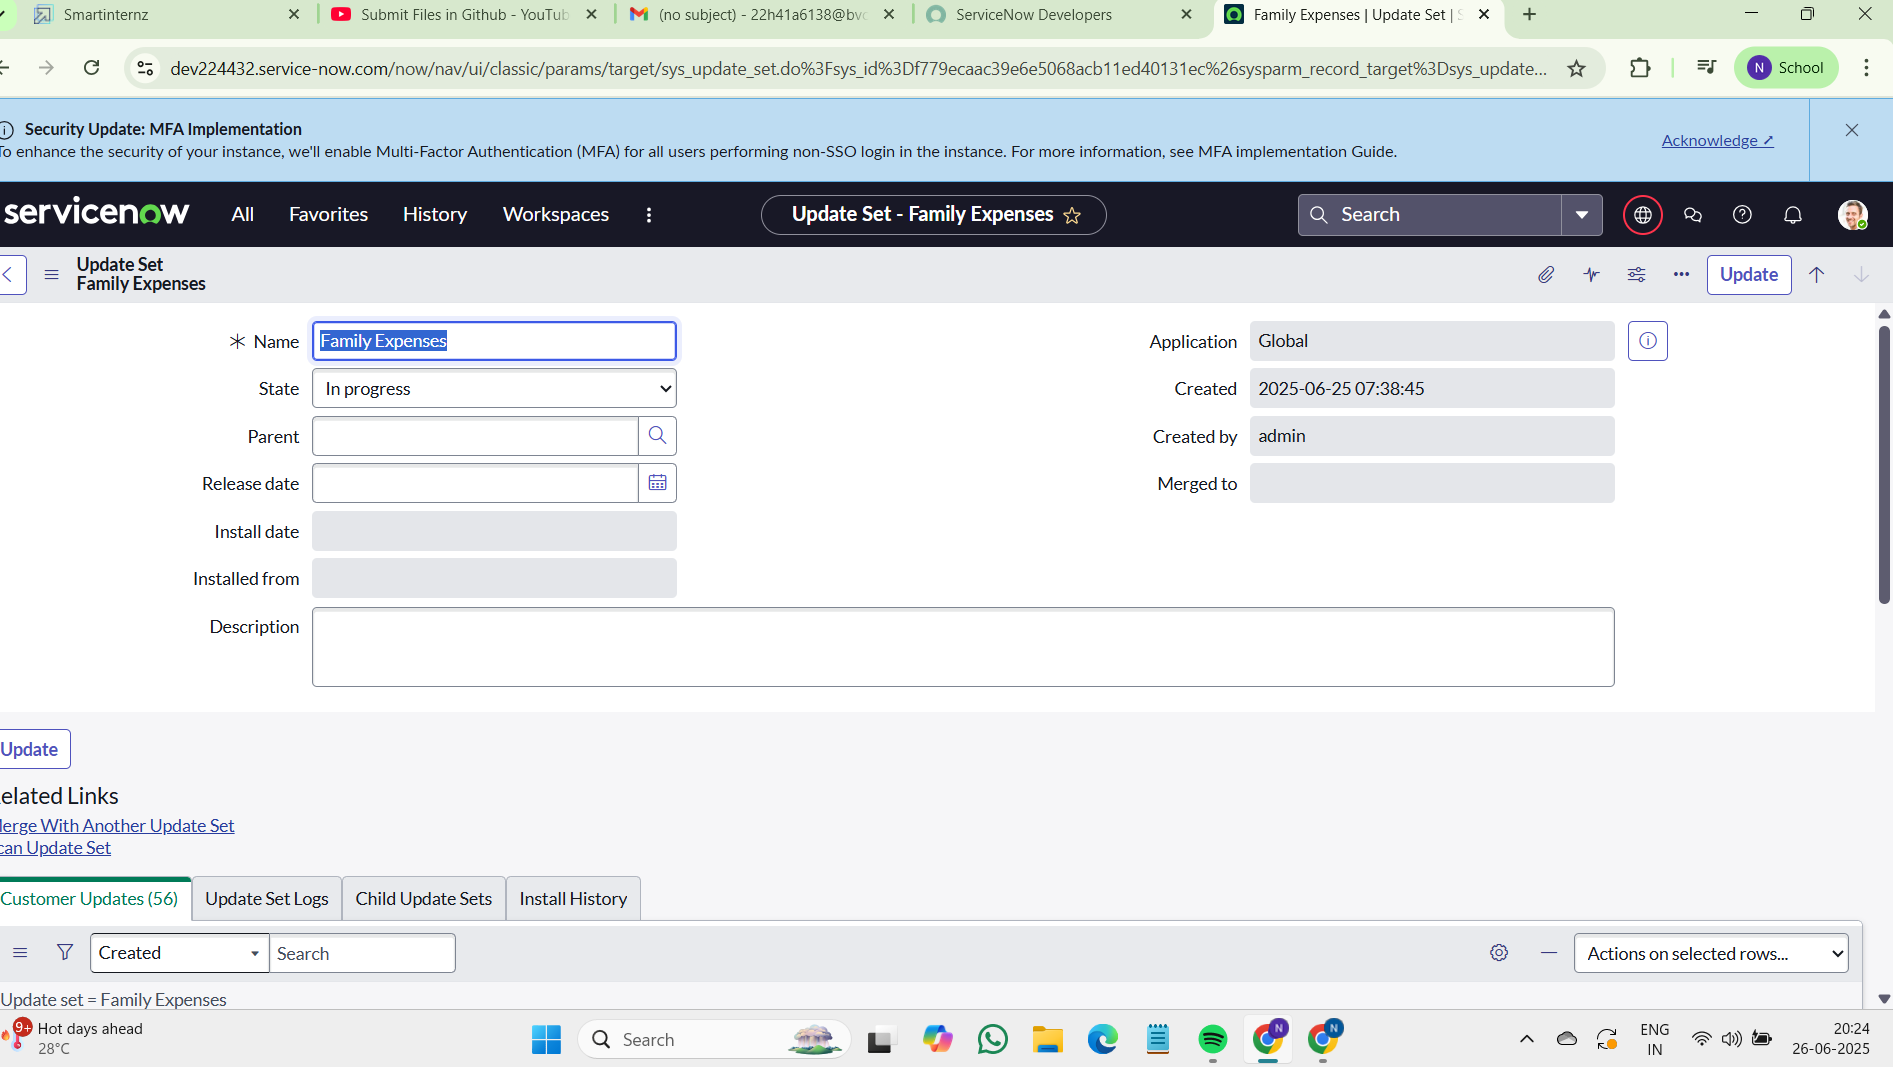 Smartinternz
Submit Files in Github - YouTub
(no subject) - 22h41a6138@bvc
ServiceNow Developers
Family Expenses | Update Set | S
dev224432.service-now.com/now/nav/ui/classic/params/target/sys_update_set.do%3Fsys_id%3Df779ecaac39e6e5068acb11ed40131ec%26sysparm_record_target%3Dsys_update...
N School
Security Update: MFA Implementation
To enhance the security of your instance, we'll enable Multi-Factor Authentication (MFA) for all users performing non-SSO login in the instance. For more information, see MFA implementation Guide.
Acknowledge ↗
servicenow
All
Favorites
History
Workspaces
Update Set - Family Expenses
Search
Update Set
Family Expenses
Update
Name
Family Expenses
Application
Global
State
In progress
Created
2025-06-25 07:38:45
Parent
Created by
admin
Release date
Merged to
Install date
Installed from
Description
Update
elated Links
Merge With Another Update Set
can Update Set
Customer Updates (56)
Update Set Logs
Child Update Sets
Install History
Created
Search
Actions on selected rows...
Update set = Family Expenses
9+
Hot days ahead
28°C
Search
N
N
ENG
IN
20:24
26-06-2025